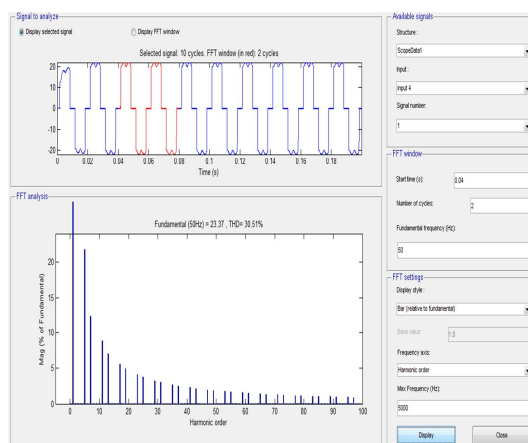 Signal to analyze
Display selected signal
Display FFT window
Selected signal: 10 cycles. FFT window (in red): 2 cycles
20
0
-20
0
0.02
0.04
0.06
0.08
0.1
0.12
0.14
0.16
0.18
Time (s)
FFT analysis
Fundamental (50Hz) = 23.37 , THD= 30.51%
Mag (% of Fundamental)
20
15
10
5
0
0
10
20
30
40
50
60
70
80
90
100
Harmonic order
Available signals
Structure :
ScopeData1
Input :
input 4
Signal number:
1
FFT window
Start time (s):
0.04
Number of cycles:
2
Fundamental frequency (Hz):
50
FFT settings
Display style :
Bar (relative to fundamental)
Base value:
1.0
Frequency axis:
Harmonic order
Max Frequency (Hz):
5000
Display
Close